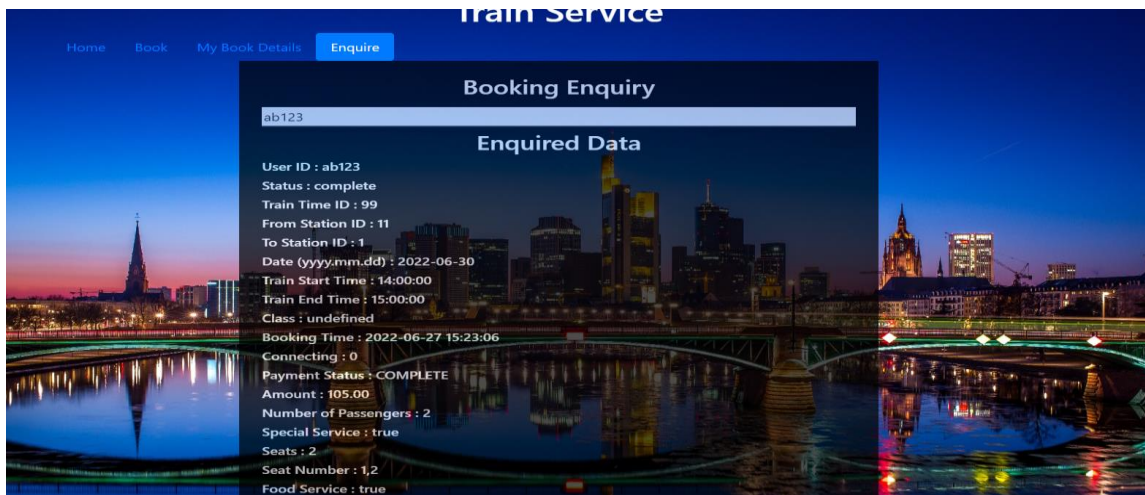 Train Service
Home Book My Book Details Enquire
Booking Enquiry
ab123
Enquired Data
User ID : ab123
Status : complete
Train Time ID : 99
From Station ID : 11
To Station ID : 1
Date (yyyy.mm.dd) : 2022-06-30
Train Start Time : 14:00:00
Train End Time : 15:00:00
Class : undefined
Booking Time : 2022-06-27 15:23:06
Connecting : 0
Payment Status : COMPLETE
Amount : 105.00
Number of Passengers : 2
Special Service : true
Seats : 2
Seat Number : 1,2
Food Service : true